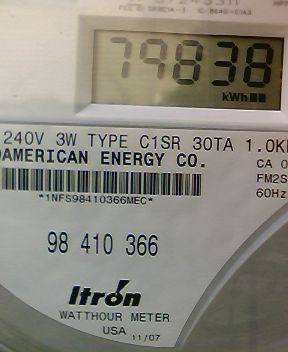 79838
kWh
240V 3W TYPE C1SR 30TA 1.0K
AMERICAN ENERGY CO.
CA 0
FM2S
60Hz
*1NFS98410366MEC*
98 410 366
Itron
WATTHOUR METER
USA 11/07